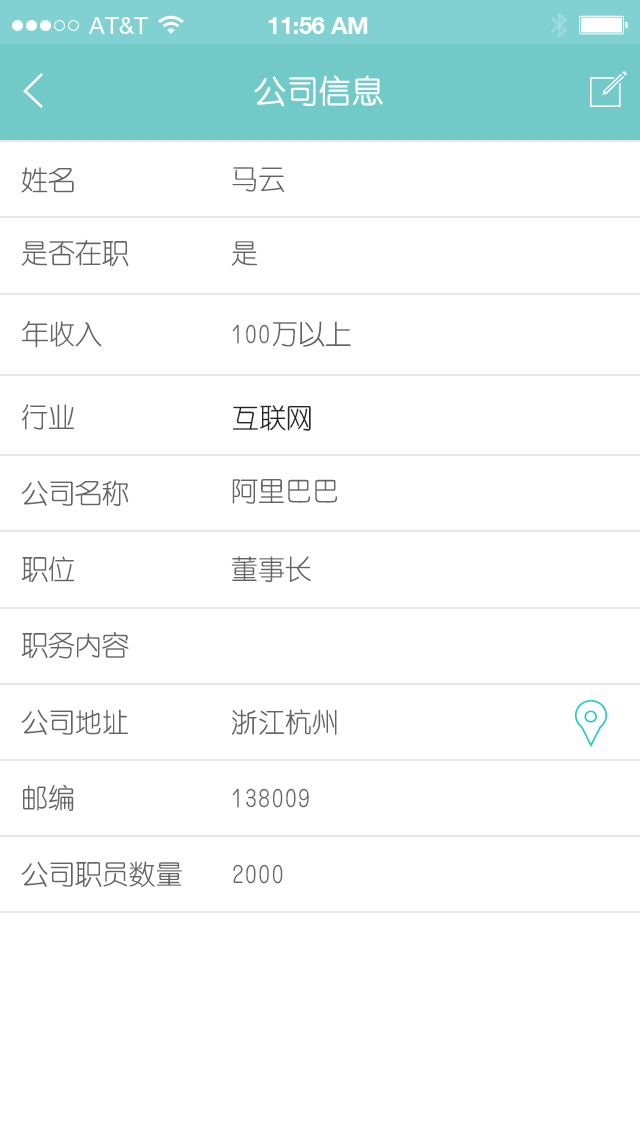 AT&T 11:56 AM
公司信息
姓名 马云
是否在职 是
年收入 100万以上
行业 互联网
公司名称 阿里巴巴
职位 董事长
职务内容
公司地址 浙江杭州
邮编 138009
公司职员数量 2000